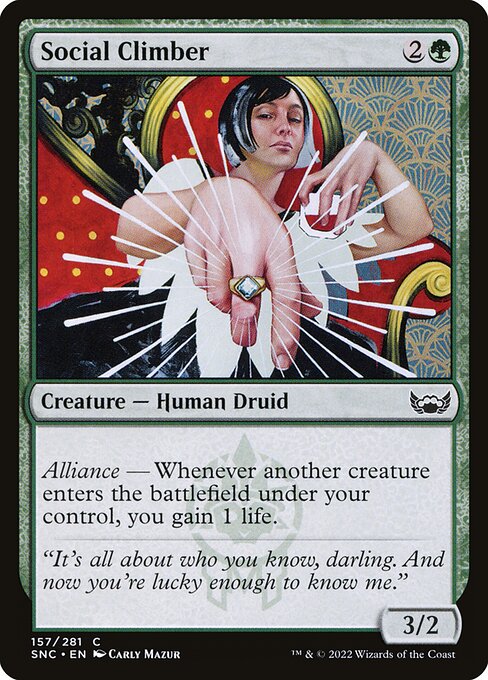 Social Climber 2
Creature — Human Druid
Alliance — Whenever another creature
enters the battlefield under your
control, you gain 1 life.
“It's all about who you know, darling. And
now you're lucky enough to know me.”
3/2
157/281 C
SNC • EN Carly Mazur ™ & © 2022 Wizards of the Coast